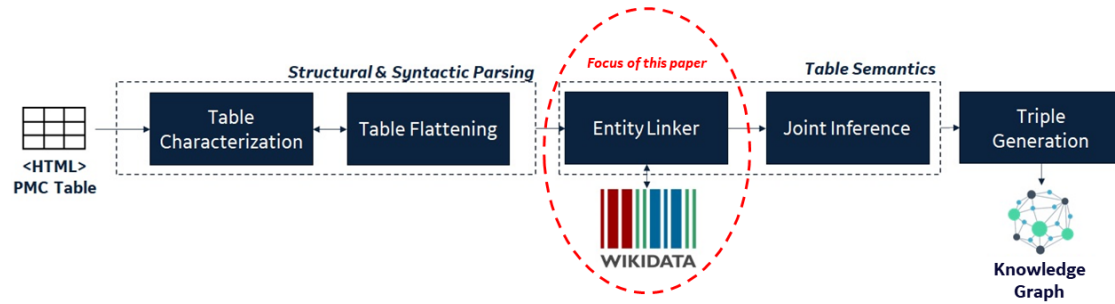 Structural & Syntactic Parsing
Focus of this paper
Table Semantics
<HTML>
PMC Table
Table
Characterization
Table Flattening
Entity Linker
Joint Inference
Triple
Generation
WIKIDATA
Knowledge
Graph